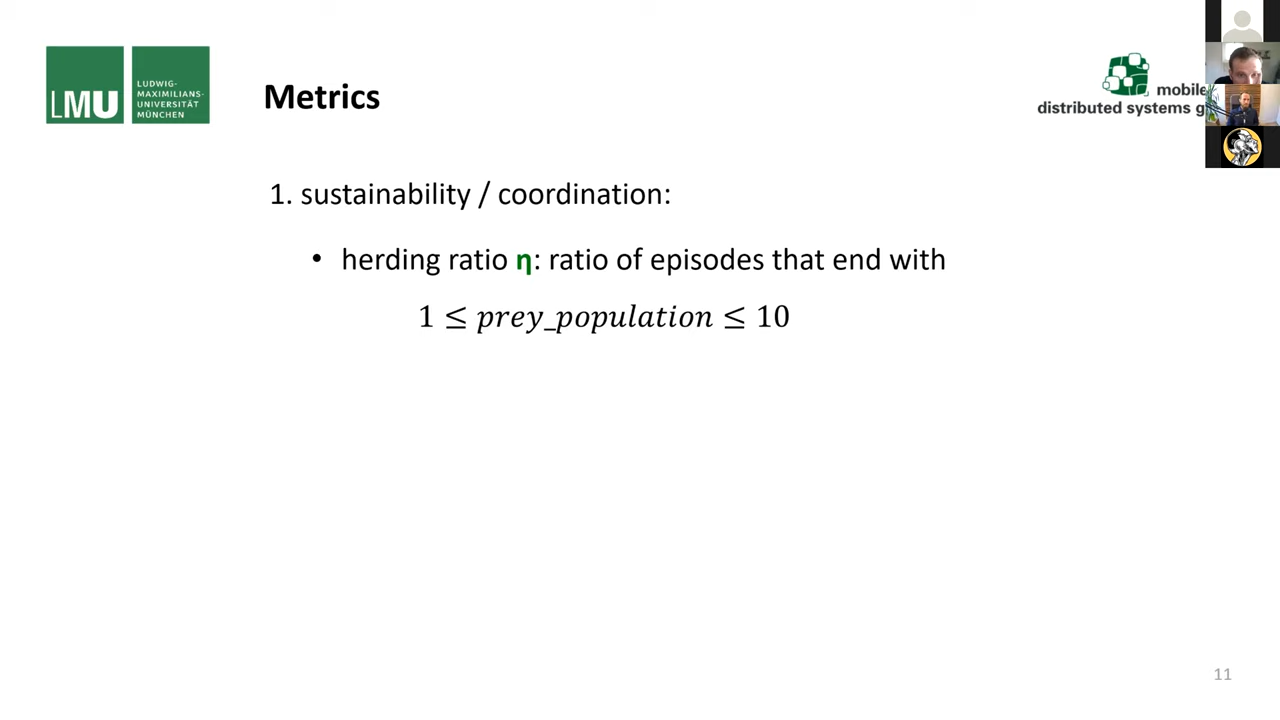 LMU
LUDWIG-
MAXIMILIANS-
UNIVERSITÄT
MÜNCHEN
Metrics
mobile
distributed systems g
1. sustainability / coordination:
• herding ratio η: ratio of episodes that end with
1 ≤ prey_population ≤ 10
11